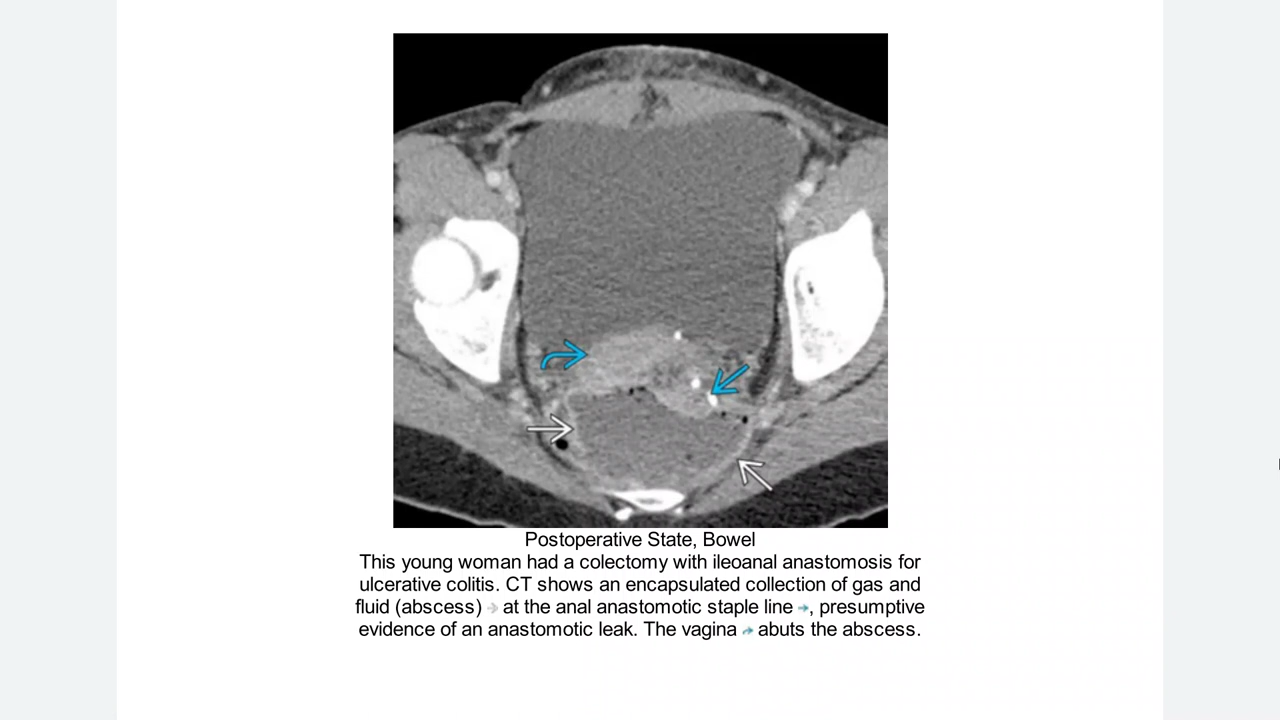 Postoperative State, Bowel
This young woman had a colectomy with ileoanal anastomosis for
ulcerative colitis. CT shows an encapsulated collection of gas and
fluid (abscess) → at the anal anastomotic staple line →, presumptive
evidence of an anastomotic leak. The vagina ↗ abuts the abscess.